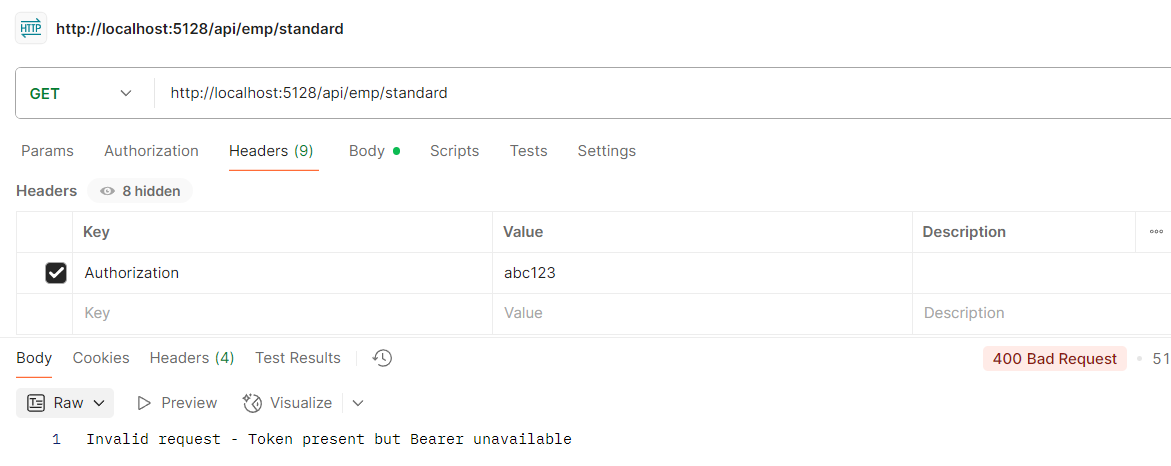 HTTP http://localhost:5128/api/emp/standard
GET http://localhost:5128/api/emp/standard
Params Authorization Headers (9) Body Scripts Tests Settings
Headers 8 hidden
Key Value Description
Authorization abc123
Key Value Description
Body Cookies Headers (4) Test Results 400 Bad Request 51
Raw Preview Visualize
1 Invalid request - Token present but Bearer unavailable